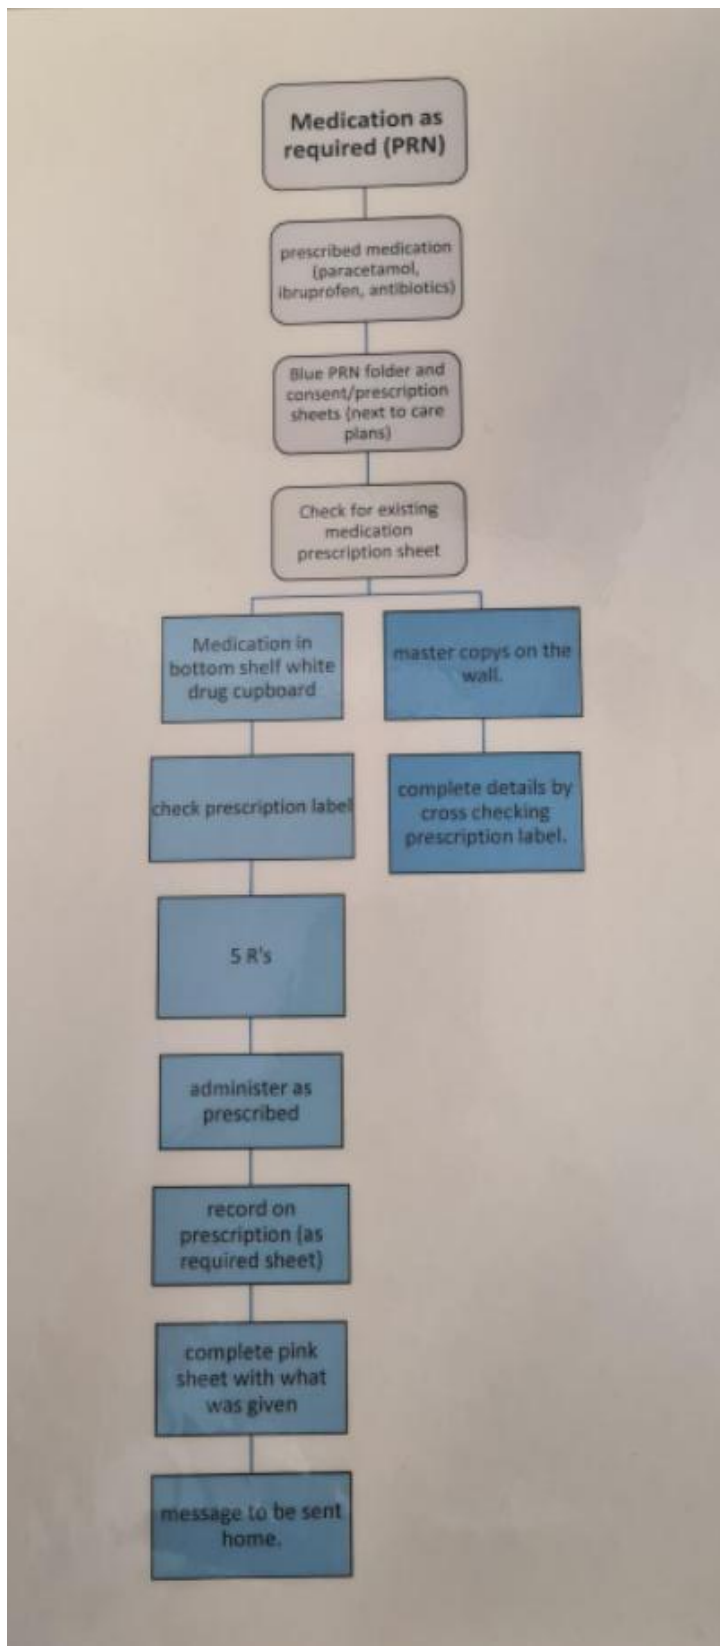 Medication as
required (PRN)
prescribed medication
(paracetamol,
ibruprofen, antibiotics)
Blue PRN folder and
consent/prescription
sheets (next to care
plans)
Check for existing
medication
prescription sheet
Medication in
bottom shelf white
drug cupboard
check prescription label
5 R's
administer as
prescribed
record on
prescription (as
required sheet)
complete pink
sheet with what
was given
message to be sent
home.
master copys on the
wall.
complete details by
cross checking
prescription label.